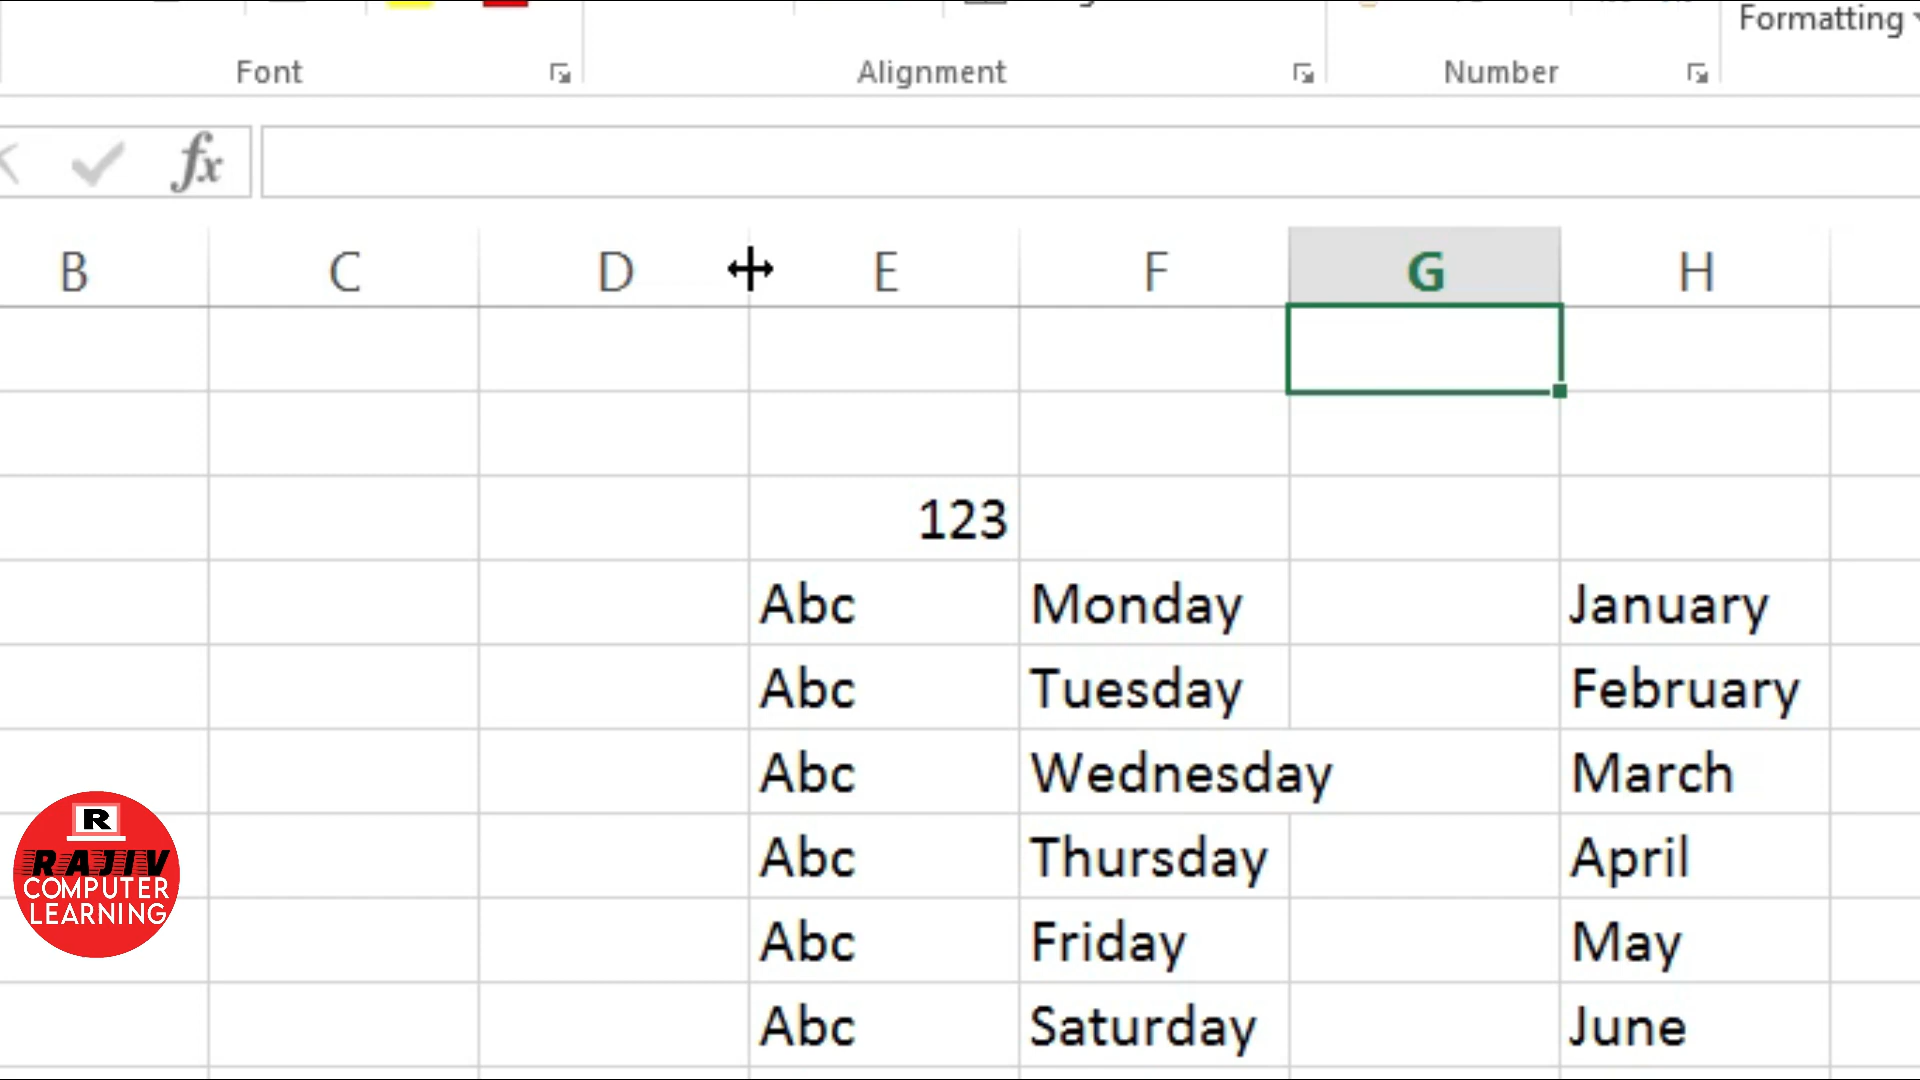 Formatting
Font Alignment Number
fx
B C D E F G H
123
Abc Monday January
Abc Tuesday February
Abc Wednesday March
Abc Thursday April
Abc Friday May
Abc Saturday June
R
RAJIV
COMPUTER
LEARNING